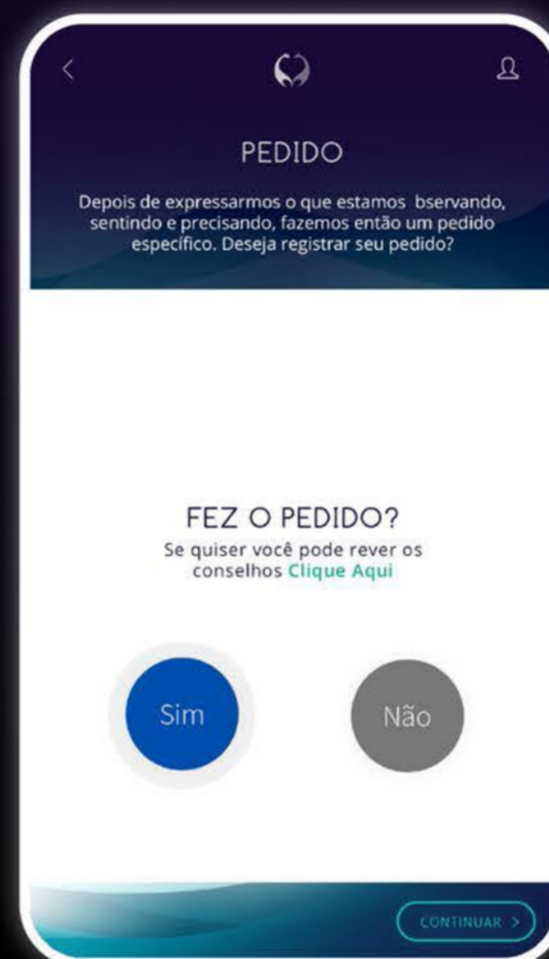 PEDIDO
Depois de expressarmos o que estamos bservando,
sentindo e precisando, fazemos então um pedido
específico. Deseja registrar seu pedido?
FEZ O PEDIDO?
Se quiser você pode rever os
conselhos Clique Aqui
Sim
Não
CONTINUAR >